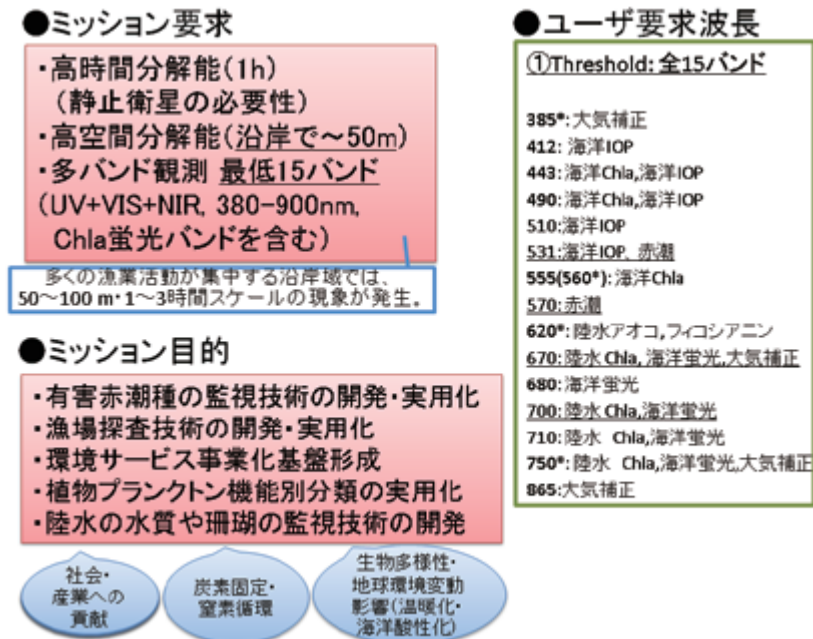 ●ミッション要求
・高時間分解能(1h)
(静止衛星の必要性)
・高空間分解能(沿岸で～50m)
・多バンド観測 最低15バンド
(UV+VIS+NIR, 380-900nm,
Chla蛍光バンドを含む)
多くの漁業活動が集中する沿岸域では、
50～100 m・1～3時間スケールの現象が発生。
●ミッション目的
・有害赤潮種の監視技術の開発・実用化
・漁場探査技術の開発・実用化
・環境サービス事業化基盤形成
・植物プランクトン機能別分類の実用化
・陸水の水質や珊瑚の監視技術の開発
社会・
産業への
貢献
炭素固定・
窒素循環
生物多様性・
地球環境変動
影響(温暖化・
海洋酸性化)
●ユーザ要求波長
①Threshold: 全15バンド
385*: 大気補正
412: 海洋IOP
443: 海洋Chla,海洋IOP
490: 海洋Chla,海洋IOP
510:海洋IOP
531:海洋IOP、赤潮
555(560*): 海洋Chla
570: 赤潮
620*: 陸水アオコ,フィコシアニン
670: 陸水 Chla, 海洋蛍光,大気補正
680: 海洋蛍光
700: 陸水 Chla,海洋蛍光
710: 陸水 Chla,海洋蛍光
750*: 陸水 Chla,海洋蛍光,大気補正
865:大気補正